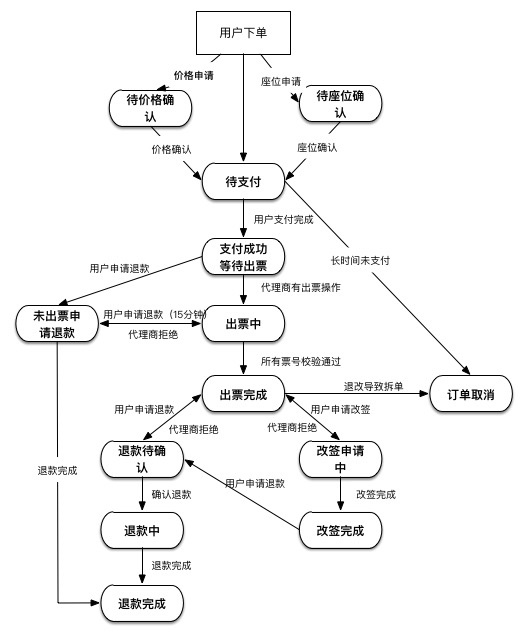 用户下单
价格申请
座位申请
待价格确
认
待座位确
认
价格确认
座位确认
待支付
用户支付完成
支付成功
等待出票
长时间未支付
用户申请退款
代理商有出票操作
未出票申
请退款
用户申请退款（15分钟）
代理商拒绝
出票中
所有票号校验通过
出票完成
退改导致拆单
订单取消
用户申请退款
代理商拒绝
用户申请改签
代理商拒绝
退款待确
认
改签申请
中
退款完成
用户申请退款
确认退款
改签完成
退款中
改签完成
退款完成
退款完成